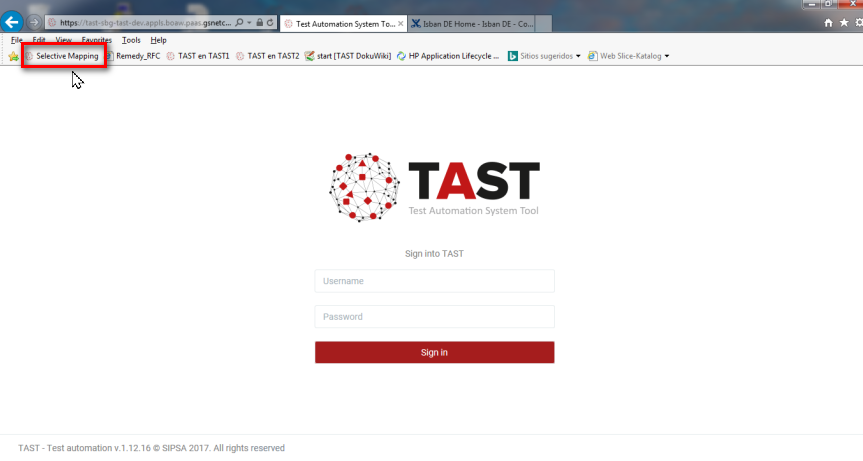 https://tast-sbg-tast-dev.appls.boaw.paas.gsnetc...
Test Automation System To...
Isban DE Home - Isban DE - Co...
File Edit View Favorites Tools Help
Selective Mapping Remedy_RFC TAST en TAST1 TAST en TAST2 start [TAST DokuWiki] HP Application Lifecycle ... Sitios sugeridos Web Slice-Katalog
TAST
Test Automation System Tool
Sign into TAST
Username
Password
Sign in
TAST - Test automation v.1.12.16 © SIPSA 2017. All rights reserved